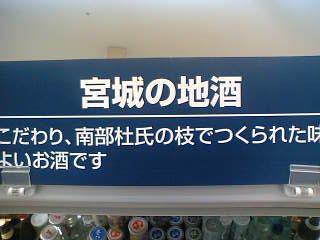 宮城の地酒
こだわり、南部杜氏の枝でつくられた味
よいお酒です